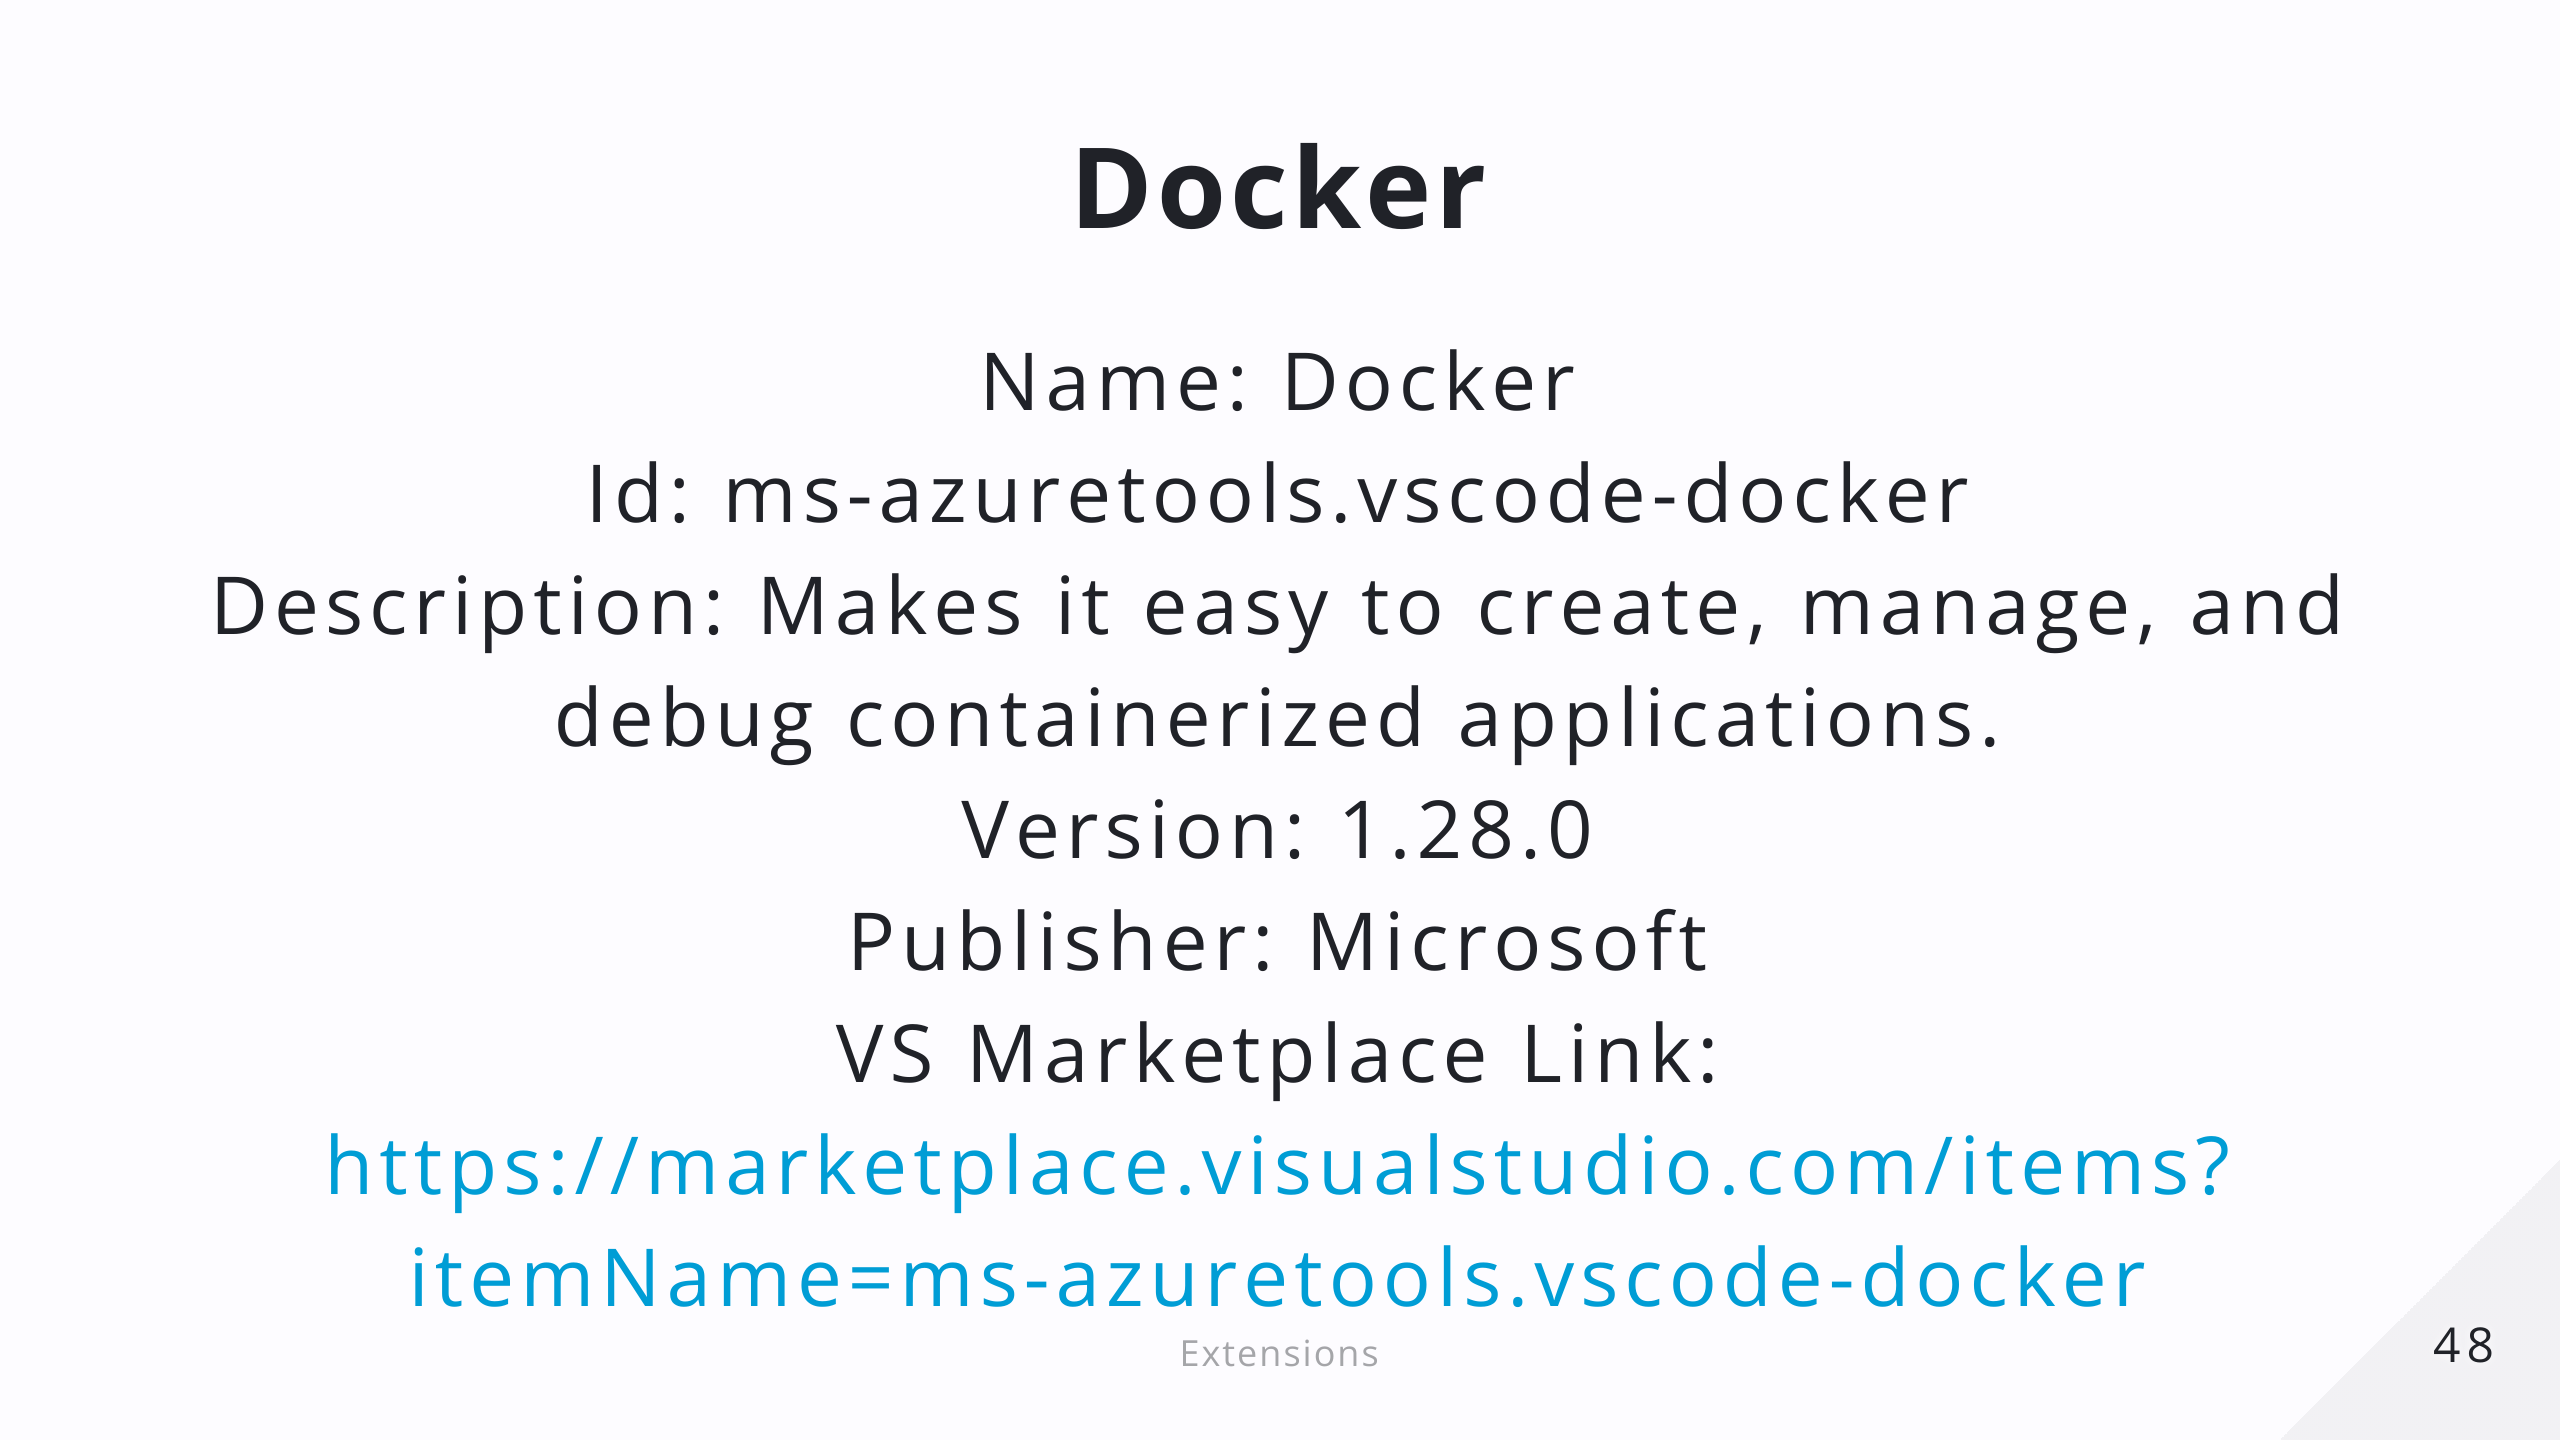 Docker
Name: Docker
Id: ms-azuretools.vscode-docker
Description: Makes it easy to create, manage, and
debug containerized applications.
Version: 1.28.0
Publisher: Microsoft
VS Marketplace Link:
https://marketplace.visualstudio.com/items?
itemName=ms-azuretools.vscode-docker
Extensions
48